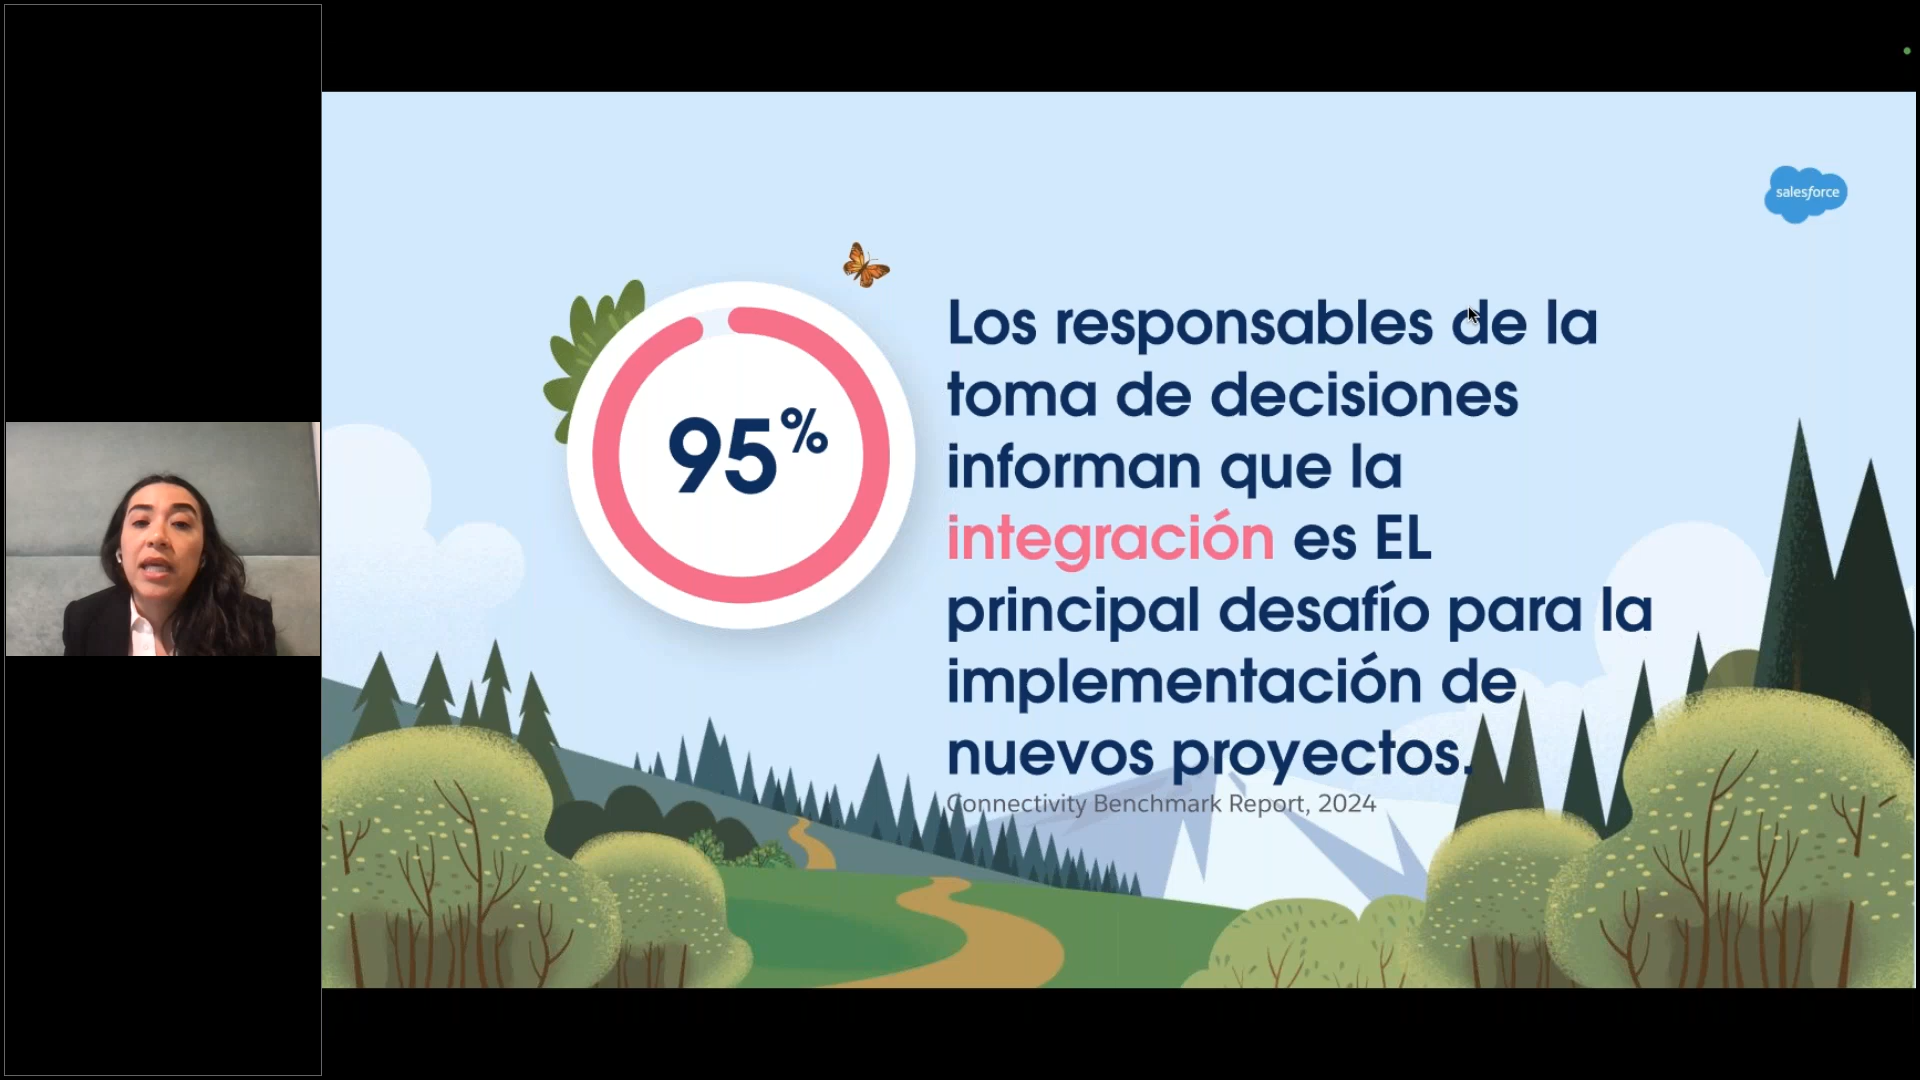 salesforce
95%
Los responsables de la
toma de decisiones
informan que la
integración es EL
principal desafío para la
implementación de
nuevos proyectos.
Connectivity Benchmark Report, 2024